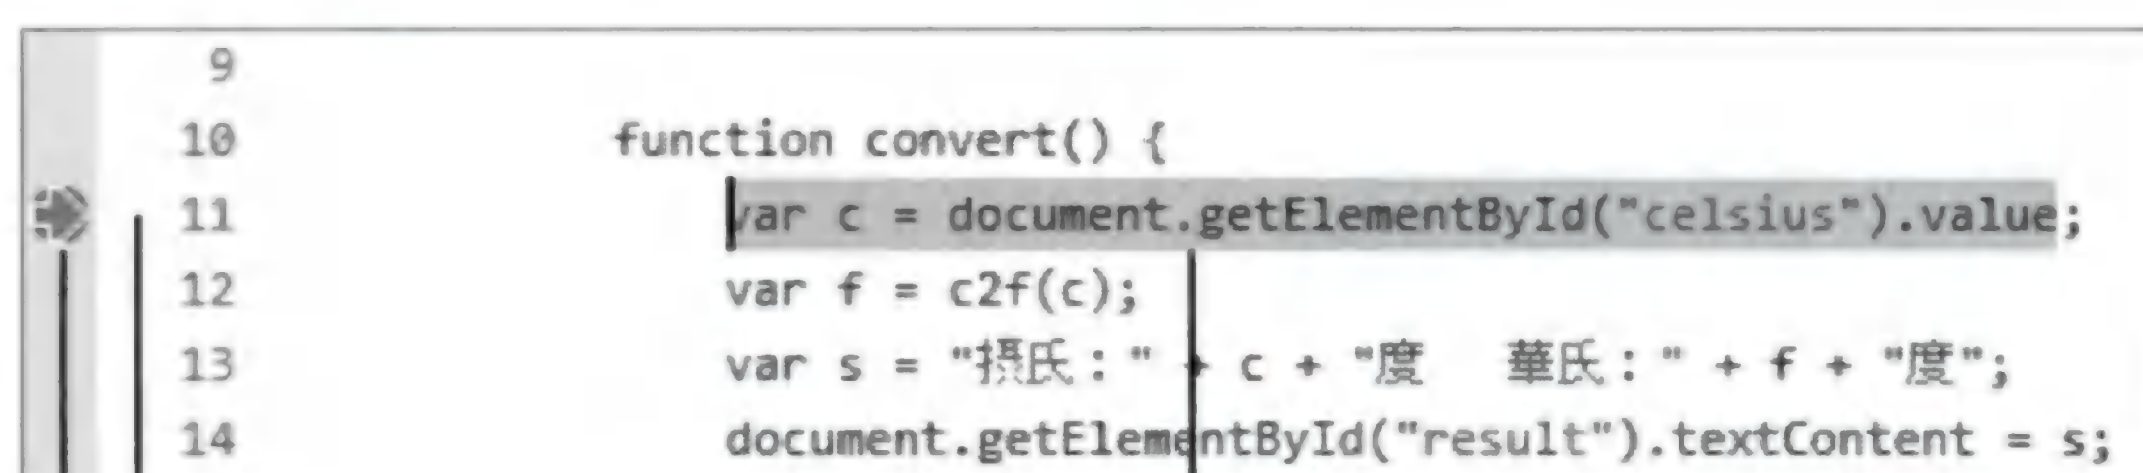 9
10 function convert() {
11 var c = document.getElementById("celsius").value;
12 var f = c2f(c);
13 var s = "摂氏:" + c + "度　華氏:" + f + "度";
14 document.getElementById("result").textContent = s;